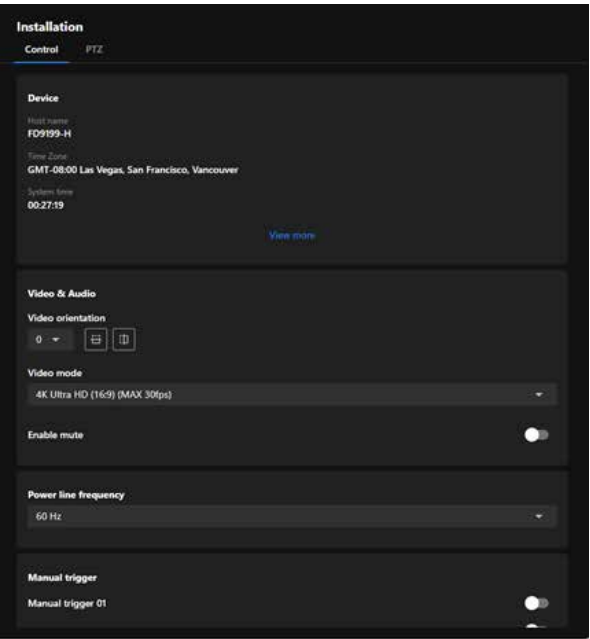 Installation
Control PTZ
Device
Host name
FD9199-H
Time Zone
GMT-08:00 Las Vegas, San Francisco, Vancouver
System time
00:27:19
View more
Video & Audio
Video orientation
0
Video mode
4K Ultra HD (16:9) (MAX 30fps)
Enable mute
Power line frequency
60 Hz
Manual trigger
Manual trigger 01